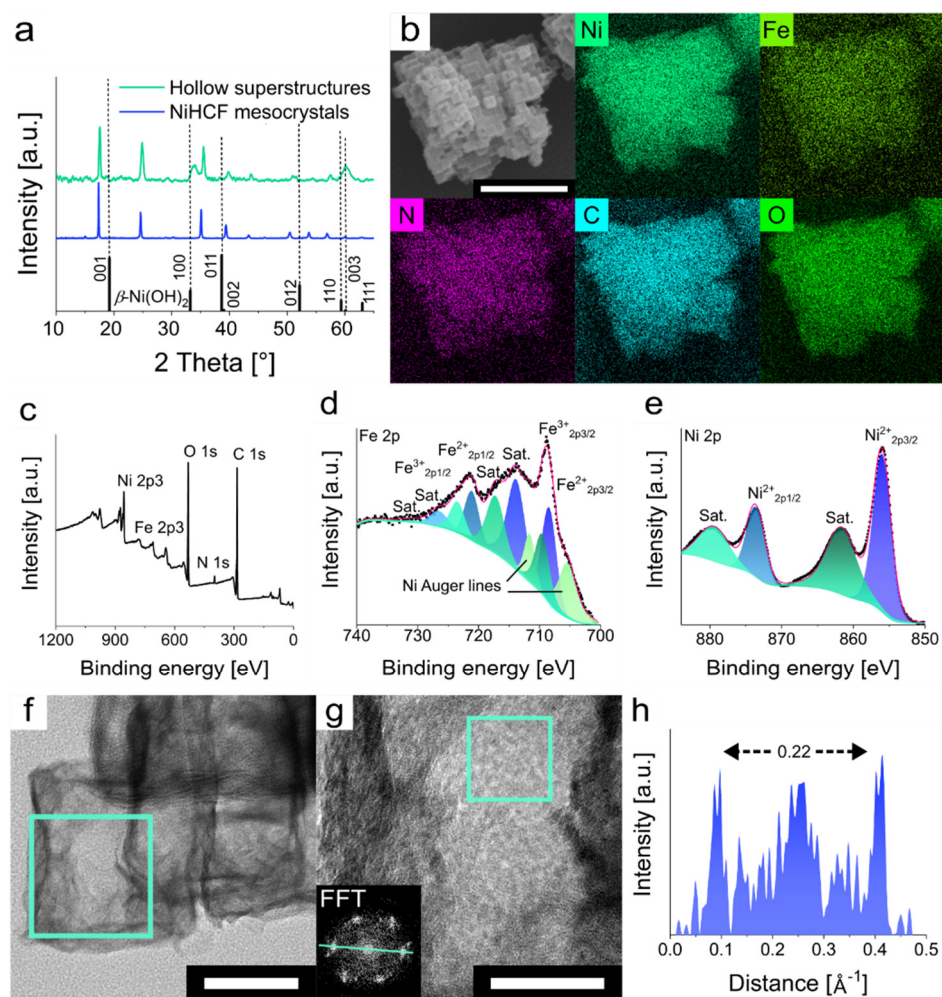 a
Hollow superstructures
NiHCF mesocrystals
Intensity [a.u.]
001
β-Ni(OH)2
100
011
002
012
110
003
111
10 20 30 40 50 60
2 Theta [°]
b
Ni
Fe
N
C
O
c
O 1s
C 1s
Ni 2p3
Fe 2p3
N 1s
Intensity [a.u.]
1200 900 600 300 0
Binding energy [eV]
d
Fe 2p
Fe3+2p3/2
Fe2+2p1/2
Sat.
Fe3+2p1/2
Sat.
Fe2+2p3/2
Sat.
Sat.
Ni Auger lines
Intensity [a.u.]
740 730 720 710 700
Binding energy [eV]
e
Ni 2p
Ni2+2p3/2
Ni2+2p1/2
Sat.
Sat.
Intensity [a.u.]
880 870 860 850
Binding energy [eV]
f
g
FFT
h
0.22
Intensity [a.u.]
0.0 0.1 0.2 0.3 0.4 0.5
Distance [Å-1]